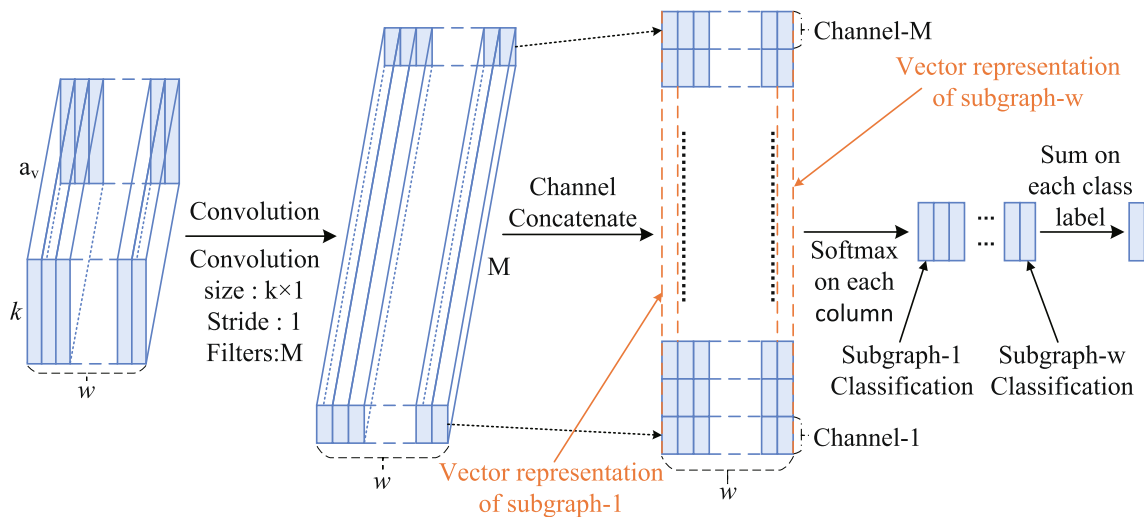 a_v
k
w
Convolution
Convolution
size : k×1
Stride : 1
Filters:M
M
w
Channel
Concatenate
Channel-M
Vector representation
of subgraph-w
Vector representation
of subgraph-1
Channel-1
w
Softmax
on each
column
Subgraph-1
Classification
...
...
Subgraph-w
Classification
Sum on
each class
label